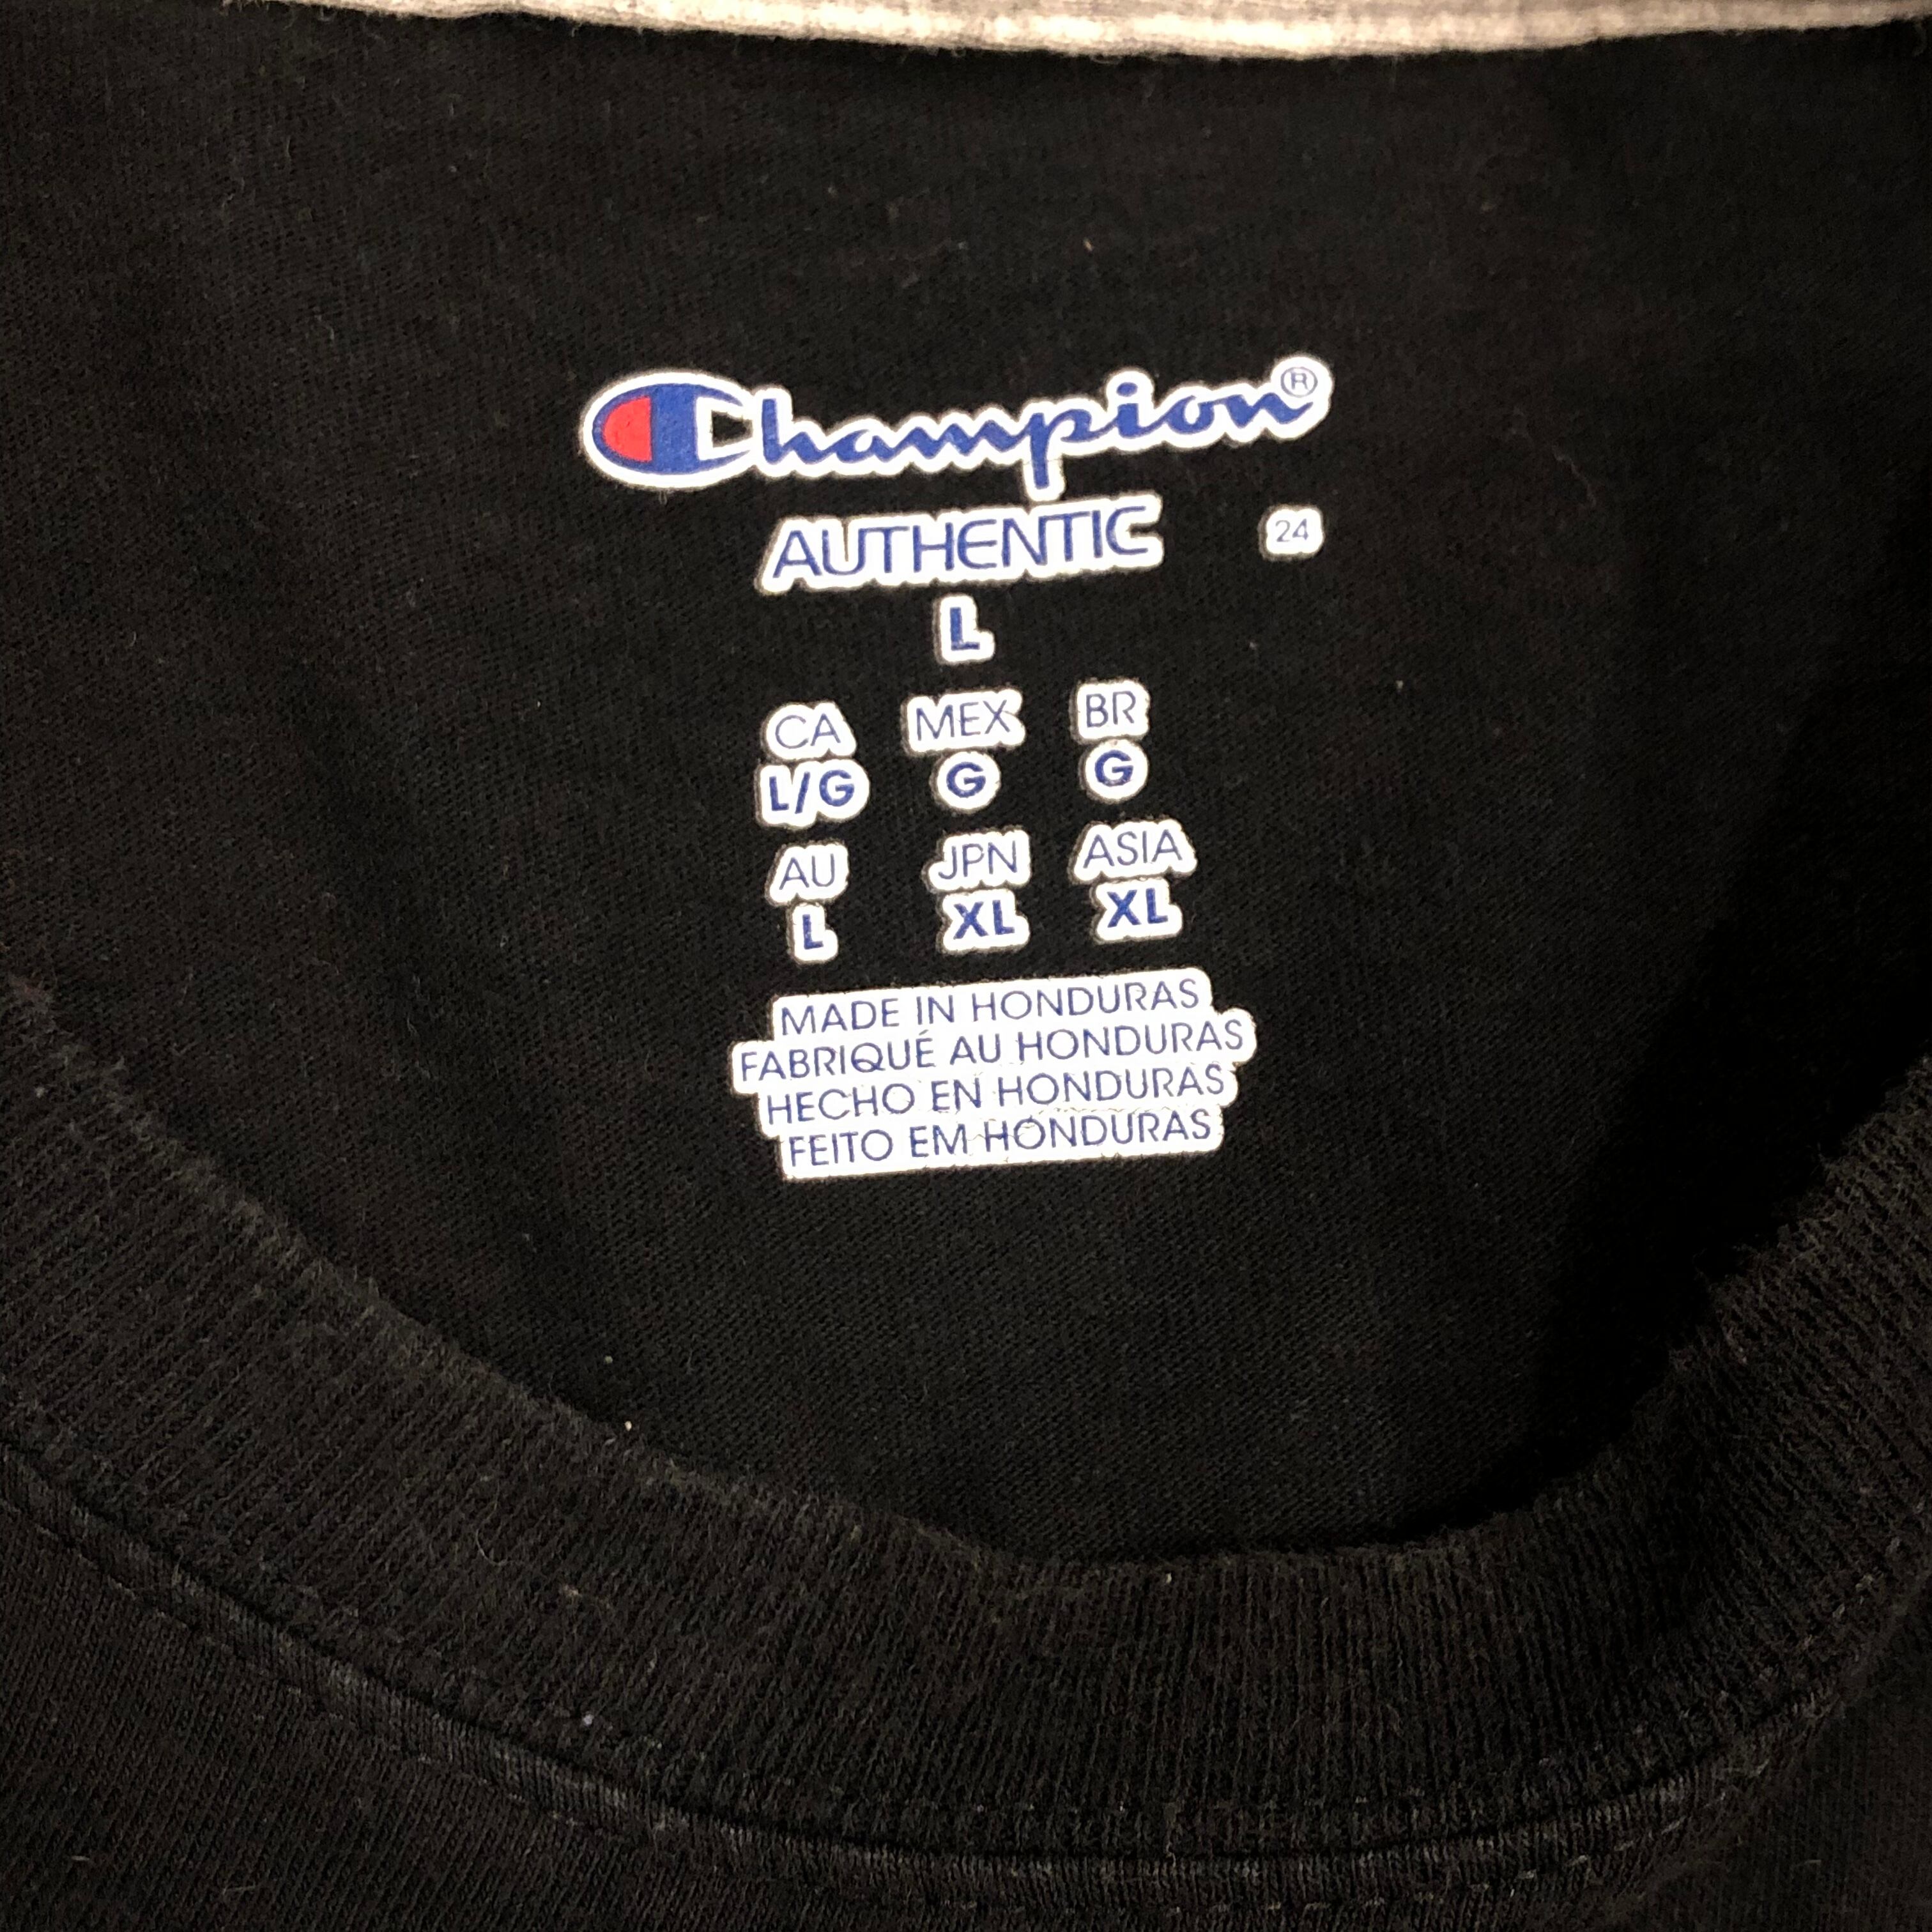 Champion®
AUTHENTIC 24
L
CA MEX BR
L/G G G
AU JPN ASIA
L XL XL
MADE IN HONDURAS
FABRIQUÉ AU HONDURAS
HECHO EN HONDURAS
FEITO EM HONDURAS